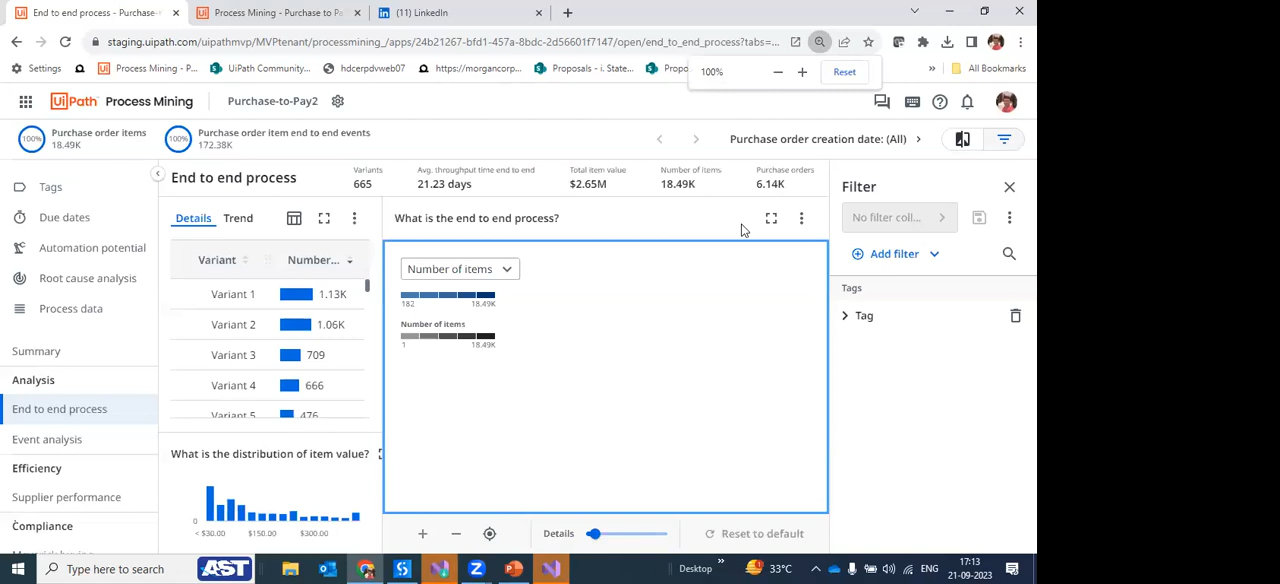 End to end process - Purchase-
Process Mining - Purchase to Pa
(11) LinkedIn
staging.uipath.com/uipathmvp/MVPtenant/processmining_/apps/24b21267-bfd1-457a-8bdc-2d56601f7147/open/end_to_end_process?tabs=...
Settings
Process Mining - P...
UiPath Community...
hdcerpdvweb07
https://morgancorp...
Proposals - i. State...
Propo
All Bookmarks
100%
Reset
UiPath Process Mining
Purchase-to-Pay2
100%
Purchase order items
18.49K
100%
Purchase order item end to end events
172.38K
Purchase order creation date: (All)
Tags
Due dates
Automation potential
Root cause analysis
Process data
Summary
Analysis
End to end process
Event analysis
Efficiency
Supplier performance
Compliance
End to end process
Variants
665
Avg. throughput time end to end
21.23 days
Total item value
$2.65M
Number of items
18.49K
Purchase orders
6.14K
Details
Trend
Variant
Number...
Variant 1 1.13K
Variant 2 1.06K
Variant 3 709
Variant 4 666
Variant 5 476
What is the distribution of item value?
0
< $30.00 $150.00 $300.00
What is the end to end process?
Number of items
182 18.49K
Number of items
1 18.49K
Details
Reset to default
Filter
No filter coll...
Add filter
Tags
Tag
Type here to search
AST
Desktop
33°C
ENG
17:13
21-09-2023